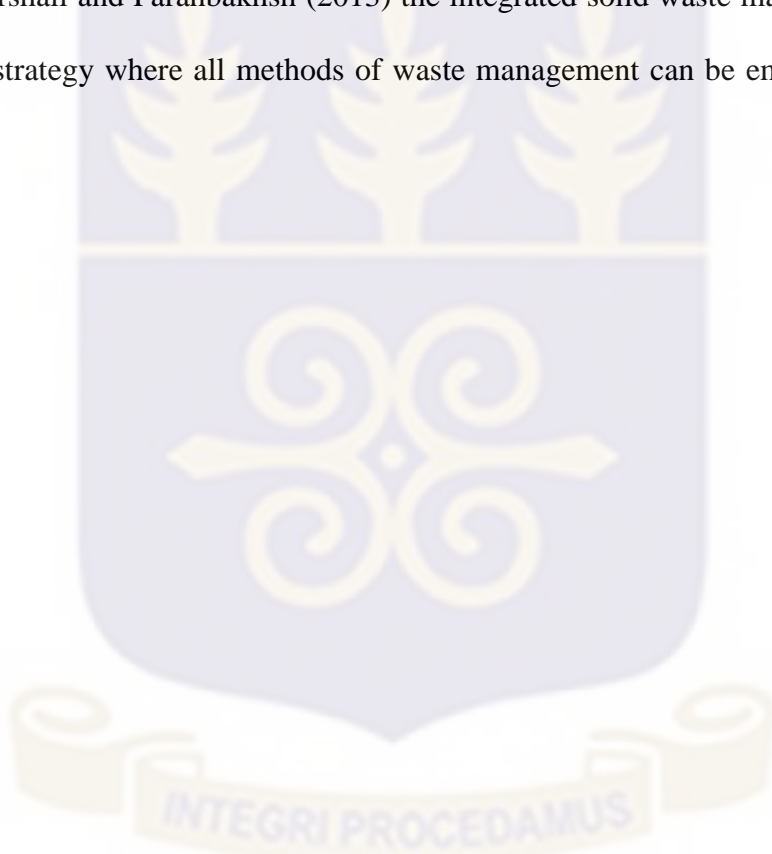 and Farahbakhsh (2013) the integrated solid waste
strategy where all methods of waste management can be
INTEGRI PROCEDAMUS